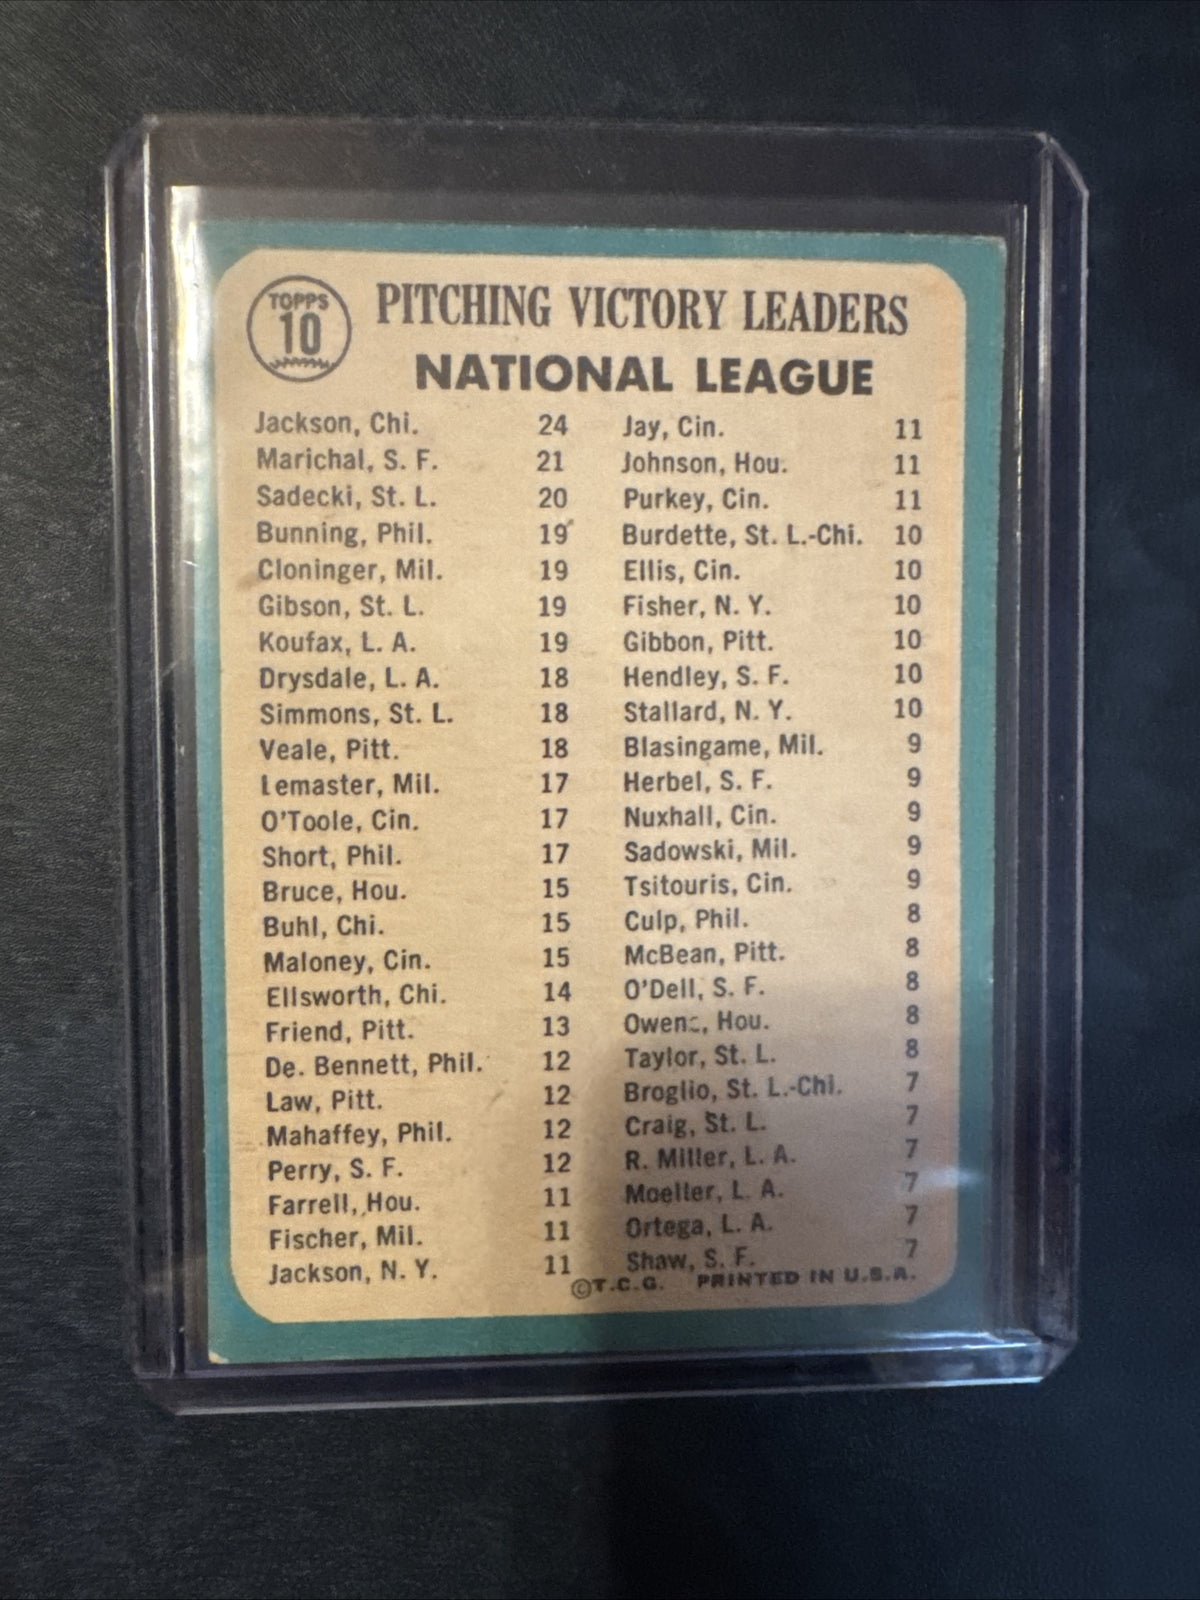 TOPPS
10
PITCHING VICTORY LEADERS
NATIONAL LEAGUE
Jackson, Chi. 24
Marichal, S. F. 21
Sadecki, St. L. 20
Bunning, Phil. 19
Cloninger, Mil. 19
Gibson, St. L. 19
Koufax, L. A. 19
Drysdale, L. A. 18
Simmons, St. L. 18
Veale, Pitt. 18
Lemaster, Mil. 17
O'Toole, Cin. 17
Short, Phil. 17
Bruce, Hou. 15
Buhl, Chi. 15
Maloney, Cin. 15
Ellsworth, Chi. 14
Friend, Pitt. 13
De. Bennett, Phil. 12
Law, Pitt. 12
Mahaffey, Phil. 12
Perry, S. F. 12
Farrell, Hou. 11
Fischer, Mil. 11
Jackson, N. Y. 11
Jay, Cin. 11
Johnson, Hou. 11
Purkey, Cin. 11
Burdette, St. L.-Chi. 10
Ellis, Cin. 10
Fisher, N. Y. 10
Gibbon, Pitt. 10
Hendley, S. F. 10
Stallard, N. Y. 10
Blasingame, Mil. 9
Herbel, S. F. 9
Nuxhall, Cin. 9
Sadowski, Mil. 9
Tsitouris, Cin. 9
Culp, Phil. 8
McBean, Pitt. 8
O'Dell, S. F. 8
Owens, Hou. 8
Taylor, St. L. 8
Broglio, St. L.-Chi. 7
Craig, St. L. 7
R. Miller, L. A. 7
Moeller, L. A. 7
Ortega, L. A. 7
Shaw, S. F. 7
©T.C.G. PRINTED IN U.S.A.